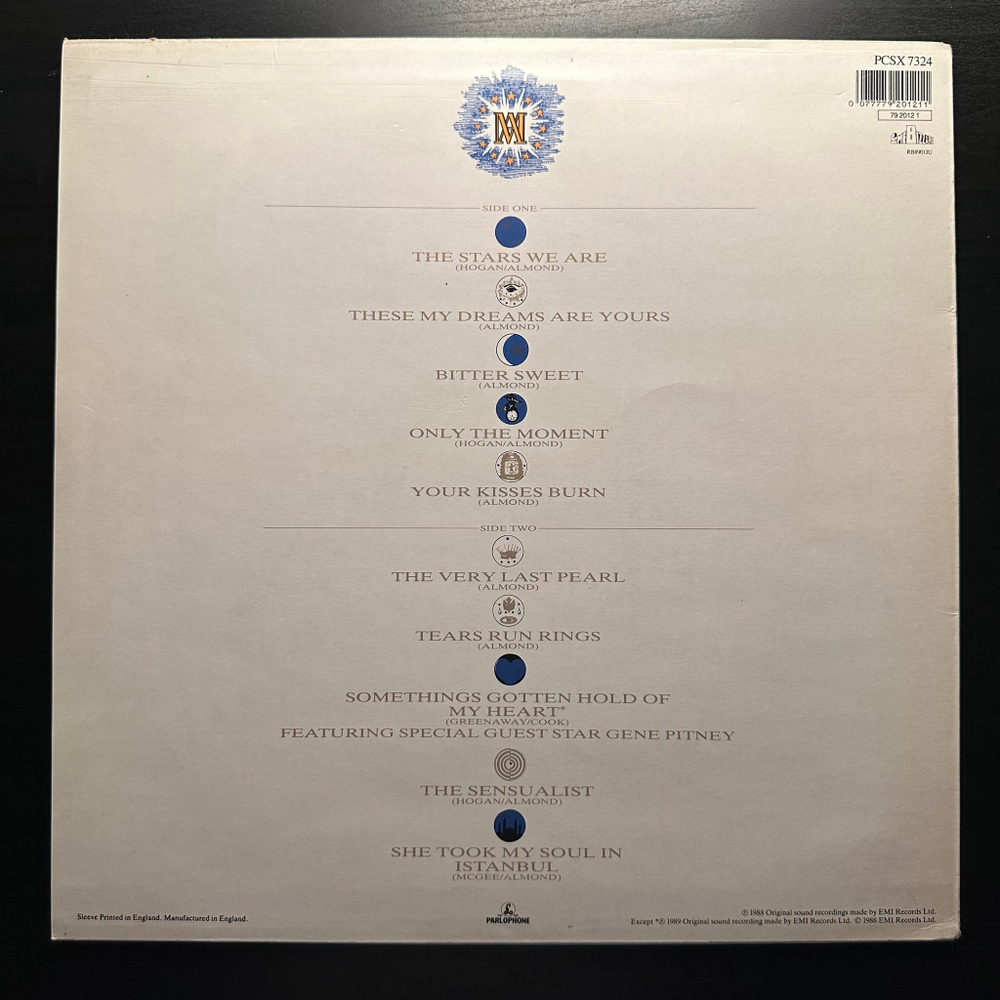 PCSX 7324
0 077779 201211
79 2012 1
RB8901JU
MA
SIDE ONE
THE STARS WE ARE
(HOGAN/ALMOND)
THESE MY DREAMS ARE YOURS
(ALMOND)
BITTER SWEET
(ALMOND)
ONLY THE MOMENT
(HOGAN/ALMOND)
YOUR KISSES BURN
(ALMOND)
SIDE TWO
THE VERY LAST PEARL
(ALMOND)
TEARS RUN RINGS
(ALMOND)
SOMETHINGS GOTTEN HOLD OF
MY HEART*
(GREENAWAY/COOK)
FEATURING SPECIAL GUEST STAR GENE PITNEY
THE SENSUALIST
(HOGAN/ALMOND)
SHE TOOK MY SOUL IN
ISTANBUL
(MCGEE/ALMOND)
Sleeve Printed in England. Manufactured in England.
PARLOPHONE
℗ 1988 Original sound recordings made by EMI Records Ltd.
Except *℗ 1989 Original sound recordings made by EMI Records Ltd. © 1988 EMI Records Ltd.